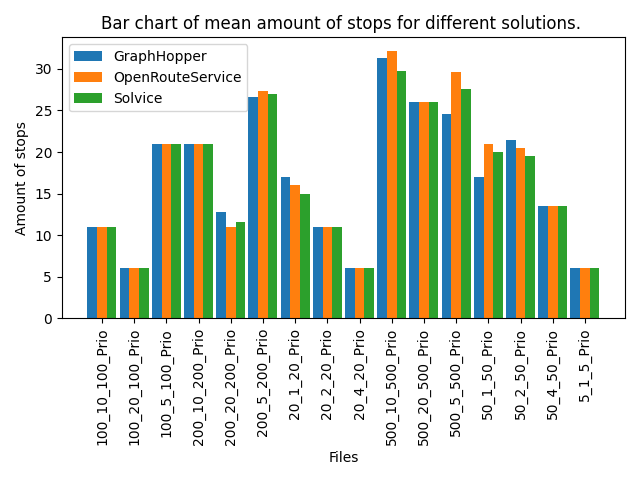 Bar chart of mean amount of stops for different solutions.
GraphHopper
OpenRouteService
Solvice
Amount of stops
30
25
20
15
10
5
0
100_10_100_Prio
100_20_100_Prio
100_5_100_Prio
200_10_200_Prio
200_20_200_Prio
200_5_200_Prio
20_1_20_Prio
20_2_20_Prio
20_4_20_Prio
500_10_500_Prio
500_20_500_Prio
500_5_500_Prio
50_1_50_Prio
50_2_50_Prio
50_4_50_Prio
5_1_5_Prio
Files